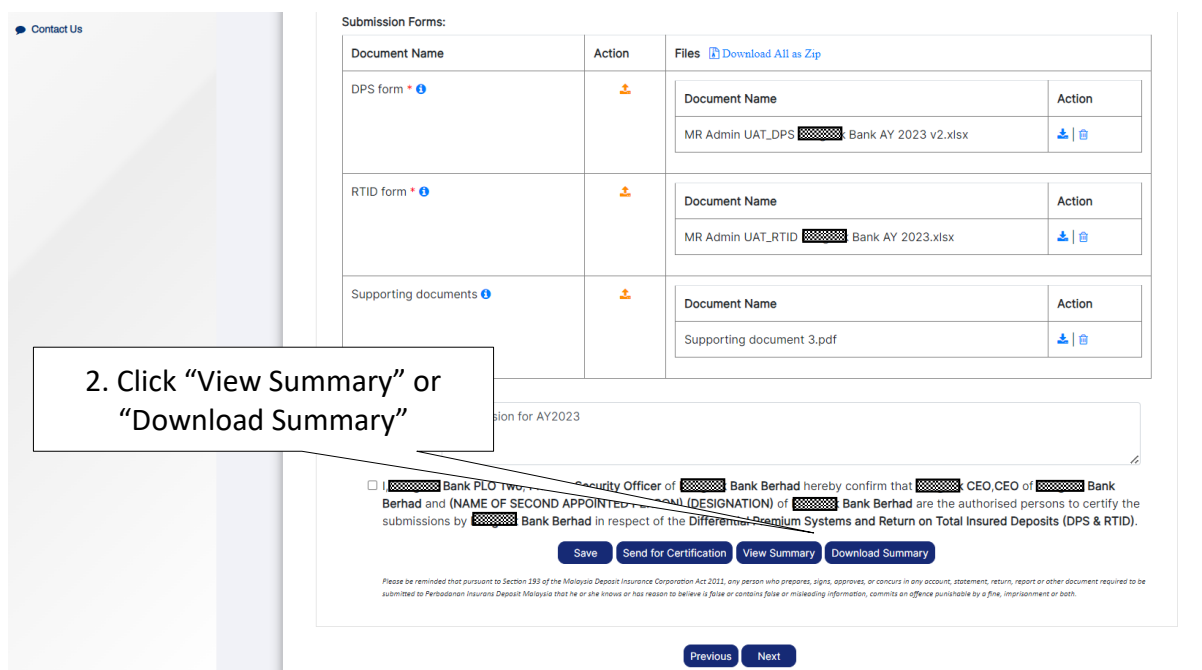 Contact Us
Submission Forms:
Document Name Action Files Download All as Zip
DPS form *
Document Name Action
MR Admin UAT_DPS Bank AY 2023 v2.xlsx
RTID form *
Document Name Action
MR Admin UAT_RTID Bank AY 2023.xlsx
Supporting documents
Document Name Action
Supporting document 3.pdf
2. Click “View Summary” or
“Download Summary”
sion for AY2023
I, Bank PLO Two, Security Officer of Bank Berhad hereby confirm that CEO,CEO of Bank
Berhad and (NAME OF SECOND APPOINTED PERSON) (DESIGNATION) of Bank Berhad are the authorised persons to certify the
submissions by Bank Berhad in respect of the Differential Premium Systems and Return on Total Insured Deposits (DPS & RTID).
Save Send for Certification View Summary Download Summary
Please be reminded that pursuant to Section 193 of the Malaysia Deposit Insurance Corporation Act 2011, any person who prepares, signs, approves, or concurs in any account, statement, return, report or other document required to be
submitted to Perbadanan Insurans Deposit Malaysia that he or she knows or has reason to believe is false or contains false or misleading information, commits an offence punishable by a fine, imprisonment or both.
Previous Next